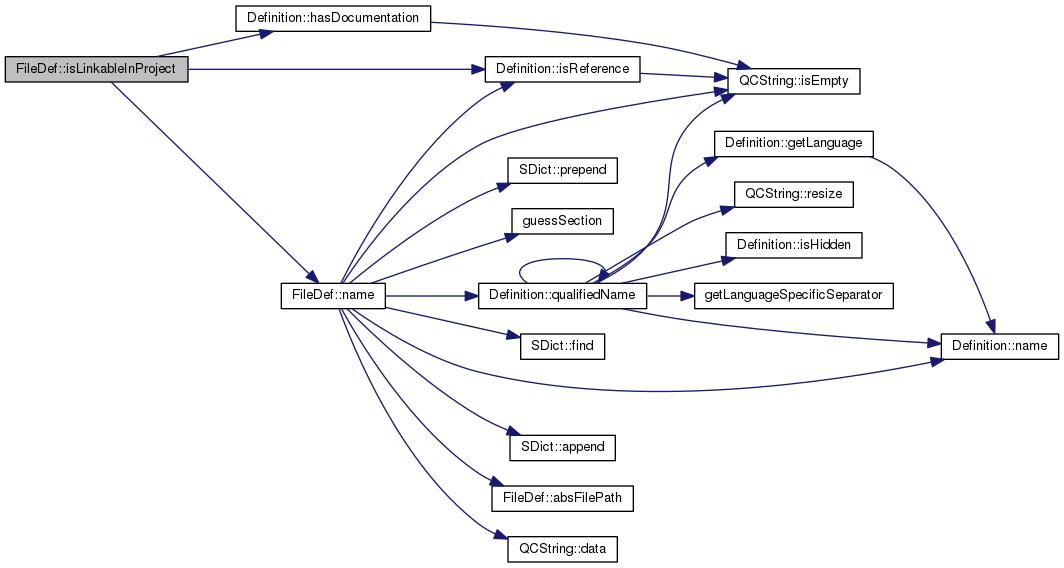 Definition::hasDocumentation
FileDef::isLinkableInProject
Definition::isReference
QCString::isEmpty
Definition::getLanguage
SDict::prepend
QCString::resize
guessSection
Definition::isHidden
FileDef::name
Definition::qualifiedName
getLanguageSpecificSeparator
SDict::find
Definition::name
SDict::append
FileDef::absFilePath
QCString::data